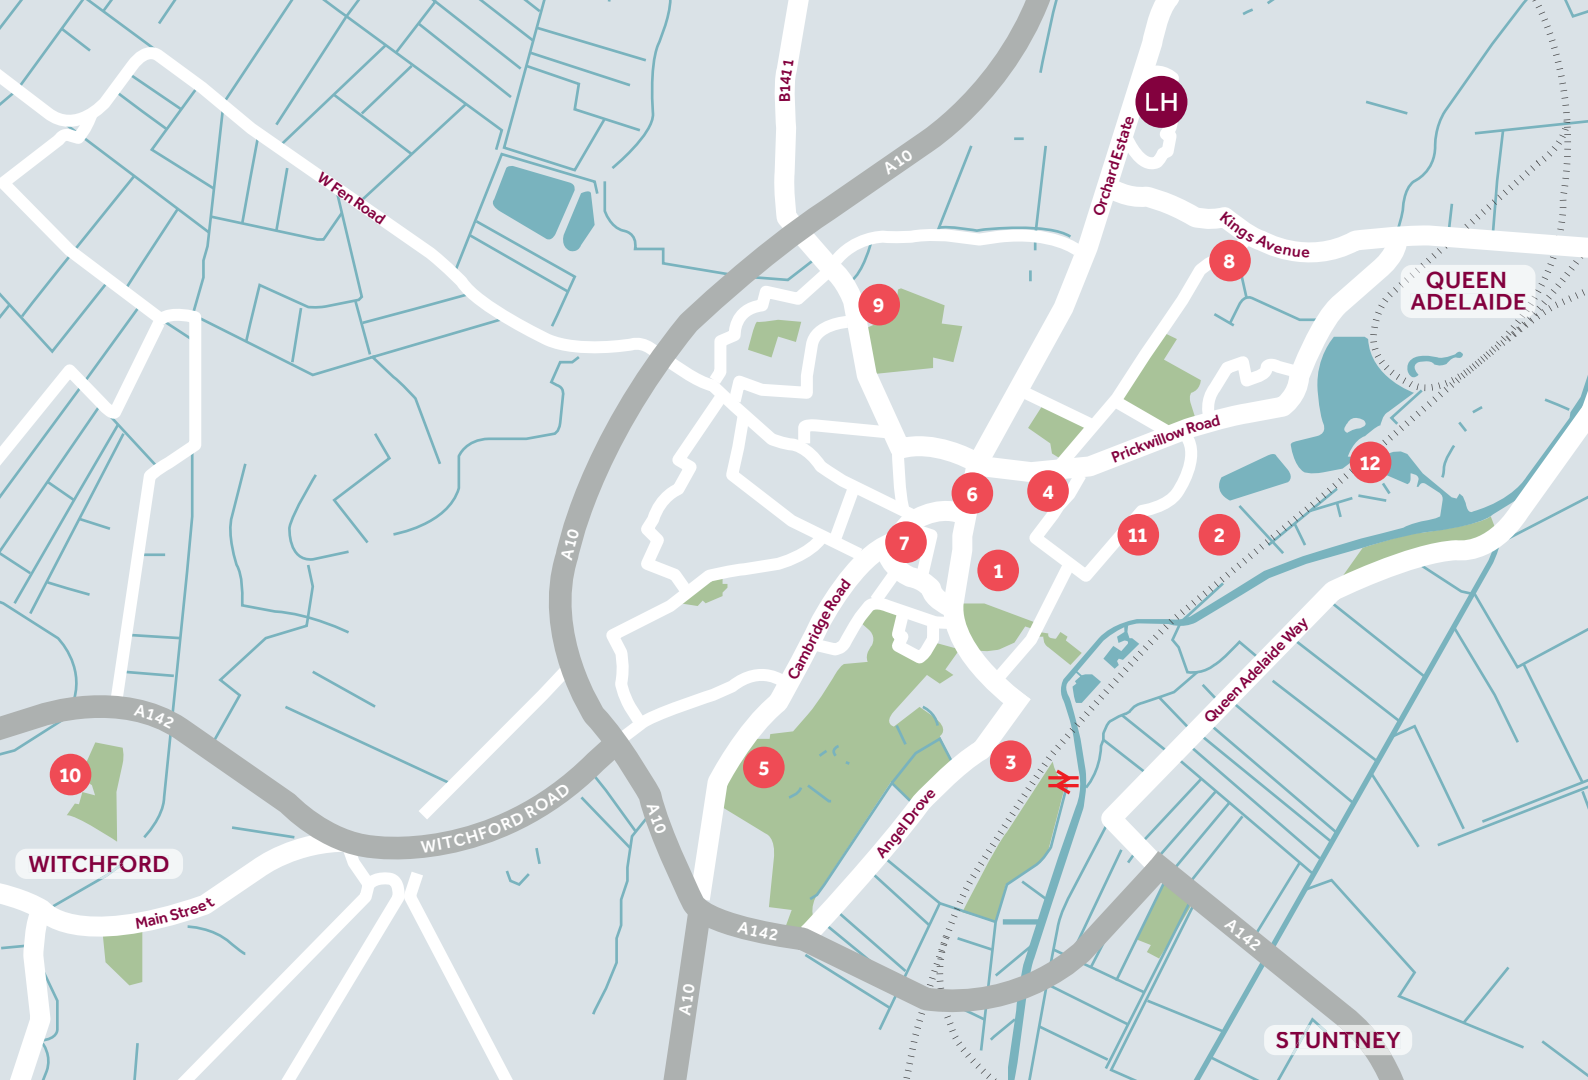 B1411
LH
A10
Orchard Estate
W Fen Road
Kings Avenue
8
QUEEN
ADELAIDE
9
Prickwillow Road
12
6
4
A10
7
11
2
1
Cambridge Road
Queen Adelaide Way
A142
10
5
3
WITCHFORD ROAD
A10
Angel Drove
WITCHFORD
Main Street
A142
A142
A10
STUNTNEY